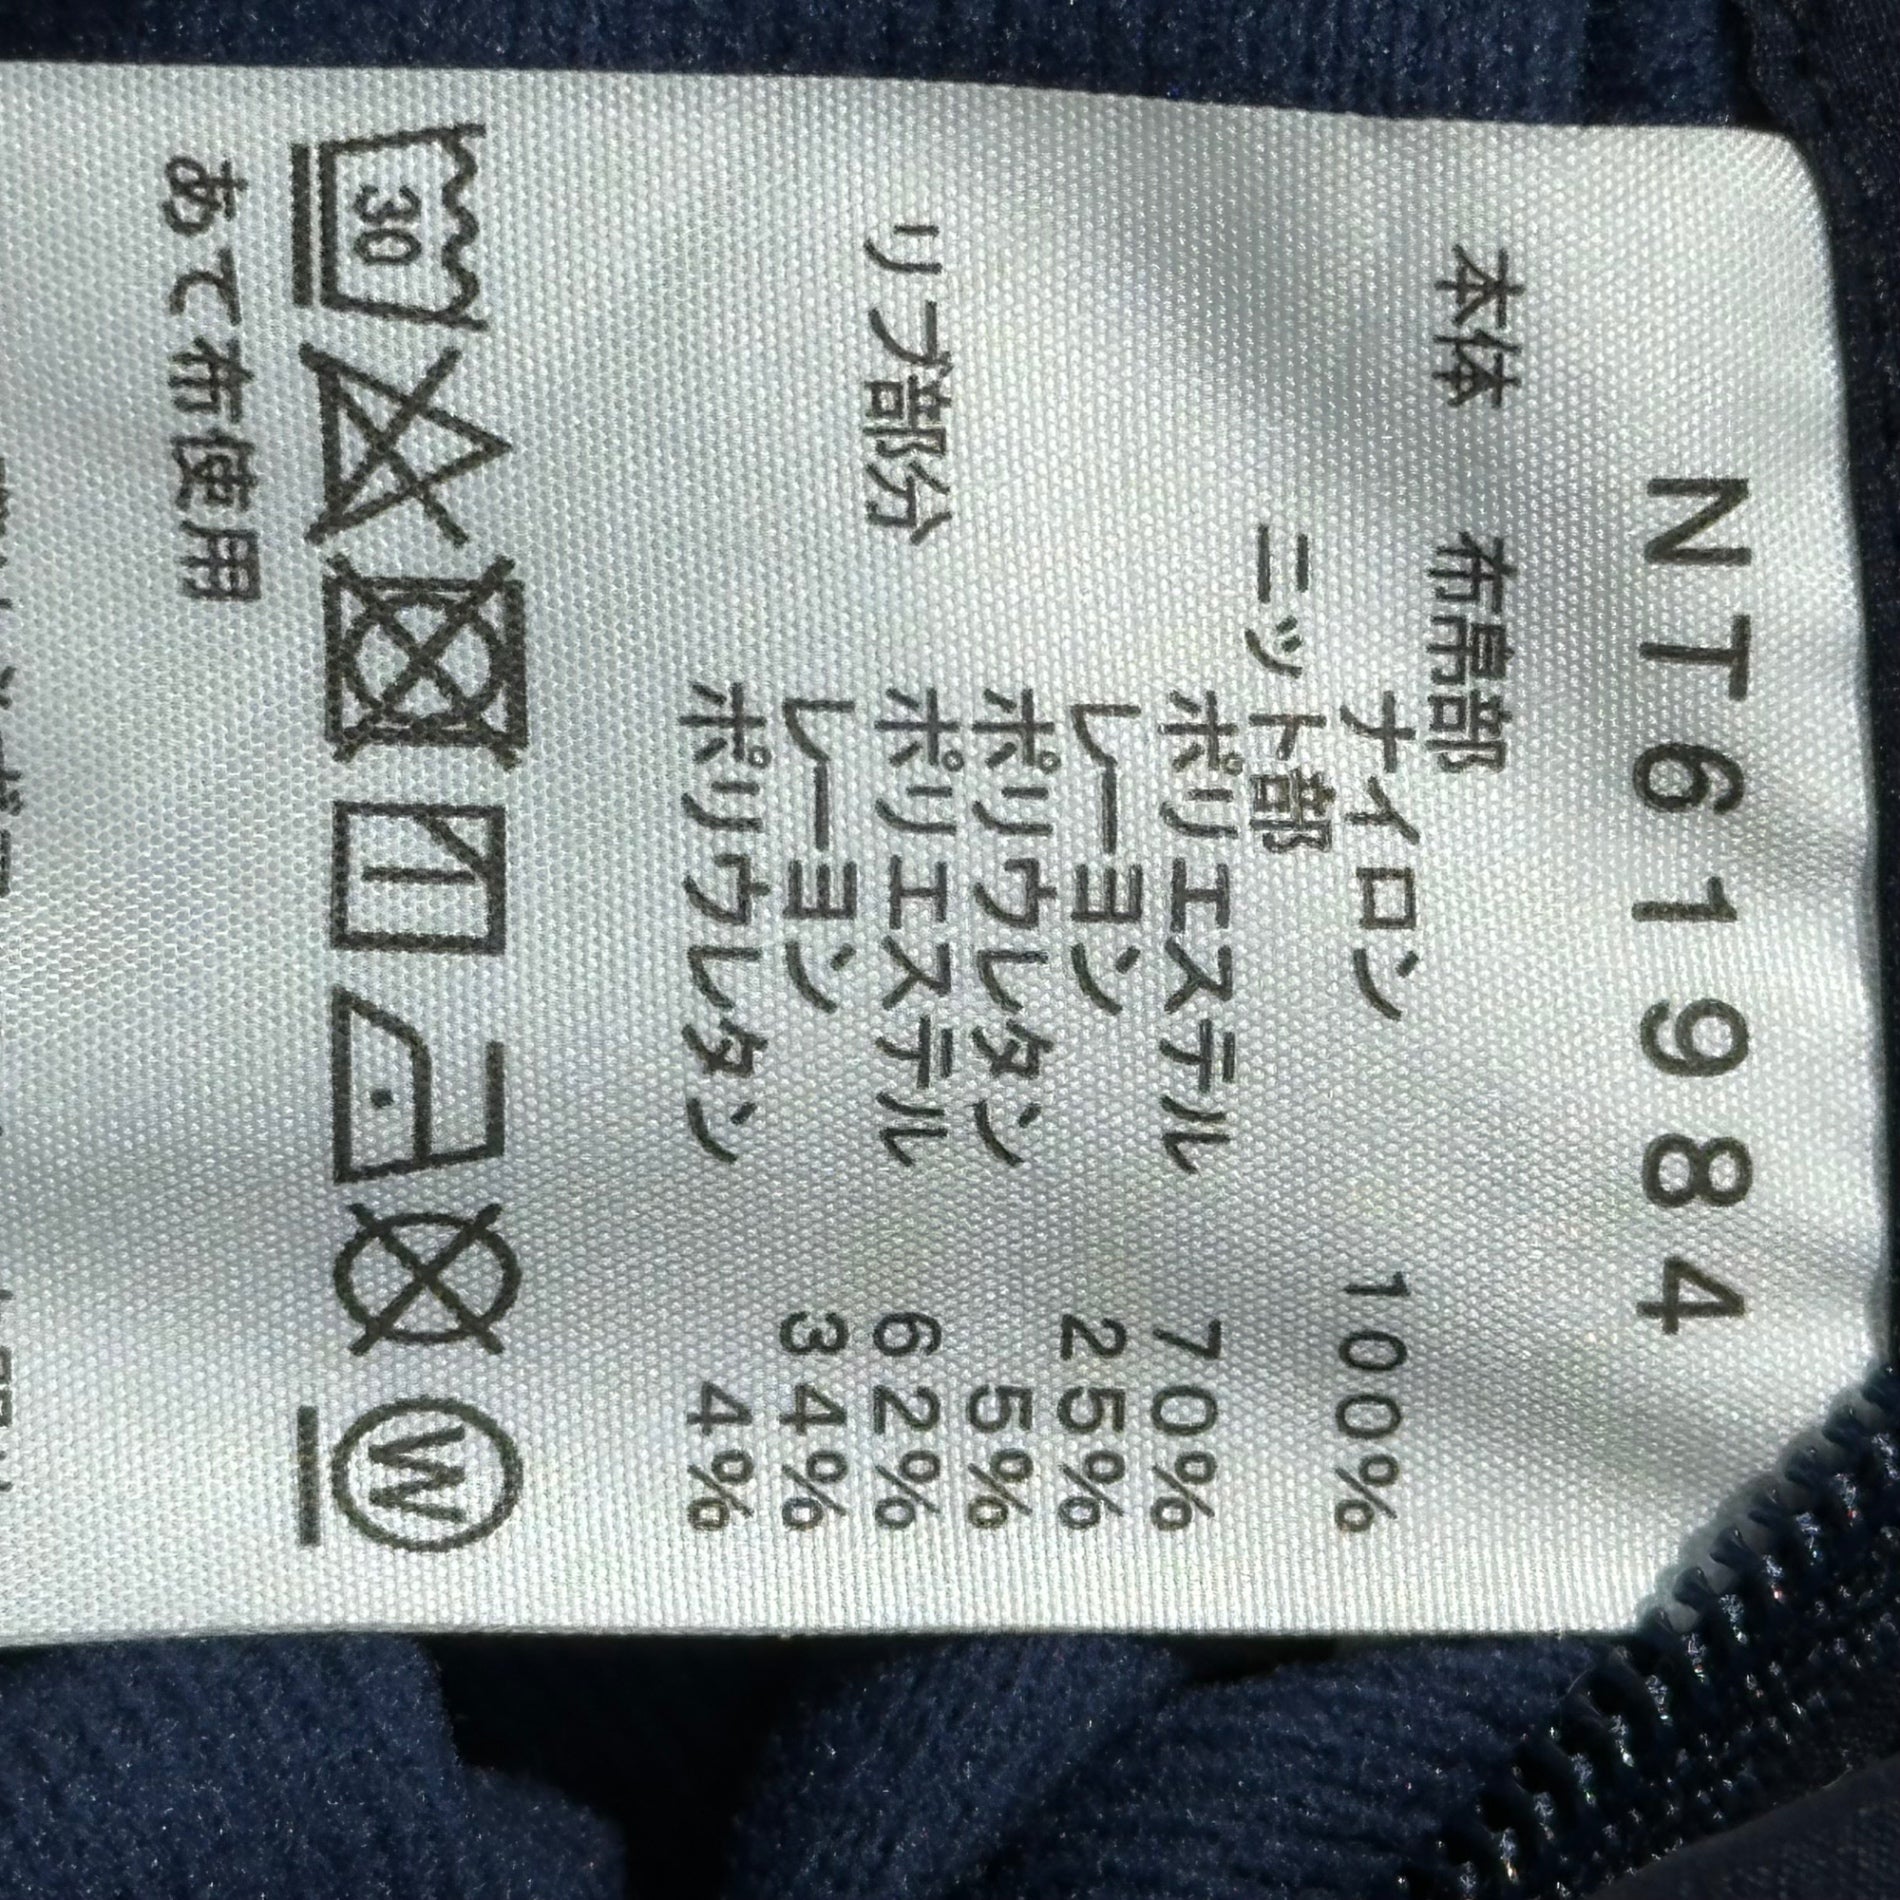 NT61984
本体 布帛部
ナイロン 100%
ニット部
ポリエステル 70%
レーヨン 25%
ポリウレタン 5%
リブ部分 ポリエステル 62%
レーヨン 34%
ポリウレタン 4%
30 W
あて布使用